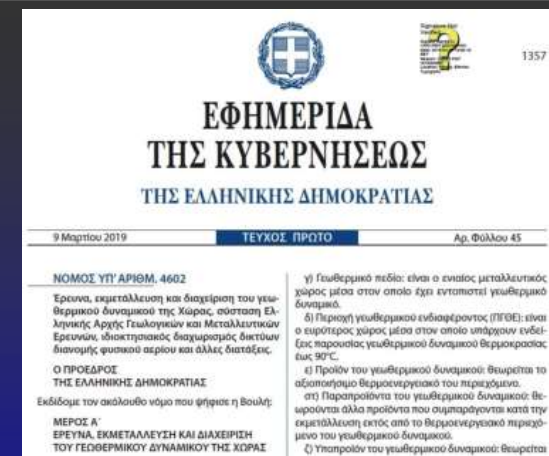 1357
ΕΦΗΜΕΡΙΔΑ
ΤΗΣ ΚΥΒΕΡΝΗΣΕΩΣ
ΤΗΣ ΕΛΛΗΝΙΚΗΣ ΔΗΜΟΚΡΑΤΙΑΣ
9 Μαρτίου 2019
ΤΕΥΧΟΣ ΠΡΩΤΟ
Αρ. Φύλλου 45
ΝΟΜΟΣ ΥΠ' ΑΡΙΘΜ. 4602
Έρευνα, εκμετάλλευση και διαχείριση του γεω-
θερμικού δυναμικού της Χώρας, σύσταση Ελ-
ληνικής Αρχής Γεωλογικών και Μεταλλευτικών
Ερευνών, ιδιοκτησιακός διαχωρισμός δικτύων
διανομής φυσικού αερίου και άλλες διατάξεις.
Ο ΠΡΟΕΔΡΟΣ
ΤΗΣ ΕΛΛΗΝΙΚΗΣ ΔΗΜΟΚΡΑΤΙΑΣ
Εκδίδομε τον ακόλουθο νόμο που ψήφισε η Βουλή:
ΜΕΡΟΣ Α΄
ΕΡΕΥΝΑ, ΕΚΜΕΤΑΛΛΕΥΣΗ ΚΑΙ ΔΙΑΧΕΙΡΙΣΗ
ΤΟΥ ΓΕΩΘΕΡΜΙΚΟΥ ΔΥΝΑΜΙΚΟΥ ΤΗΣ ΧΩΡΑΣ
γ) Γεωθερμικό πεδίο: είναι ο ενιαίος μεταλλευτικός
χώρος μέσα στον οποίο έχει εντοπιστεί γεωθερμικό
δυναμικό.
δ) Περιοχή γεωθερμικού ενδιαφέροντος (ΠΓΘΕ): είναι
ο ευρύτερος χώρος μέσα στον οποίο υπάρχουν ενδεί-
ξεις παρουσίας γεωθερμικού δυναμικού θερμοκρασίας
έως 90°C.
ε) Προϊόν του γεωθερμικού δυναμικού: θεωρείται το
αξιοποιήσιμο θερμοενεργειακό του περιεχόμενο.
στ) Παραπροϊόντα του γεωθερμικού δυναμικού: θε-
ωρούνται άλλα προϊόντα που συμπαράγονται κατά την
εκμετάλλευση εκτός από το θερμοενεργειακό περιεχό-
μενο του γεωθερμικού δυναμικού.
ζ) Υποπροϊόν του γεωθερμικού δυναμικού: θεωρείται